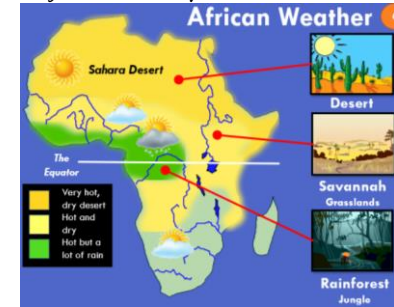 African Weather
Sahara Desert
Desert
The
Equator
Savannah
Grasslands
Very hot,
dry desert
Hot and
dry
Hot but a
lot of rain
Rainforest
Jungle